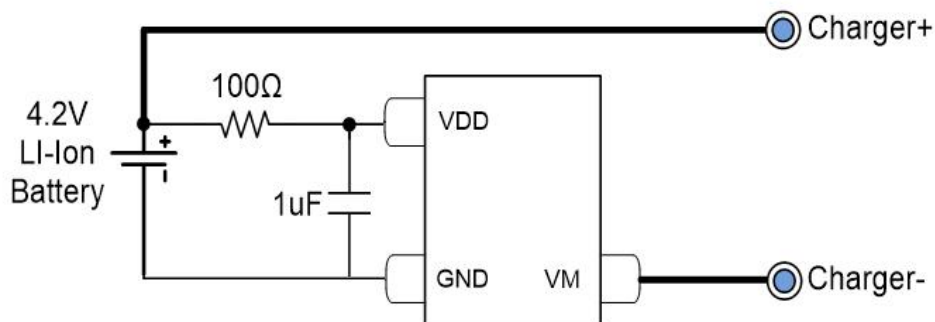 Charger+
100Ω
4.2V
LI-Ion
Battery
VDD
1uF
GND
VM
Charger-